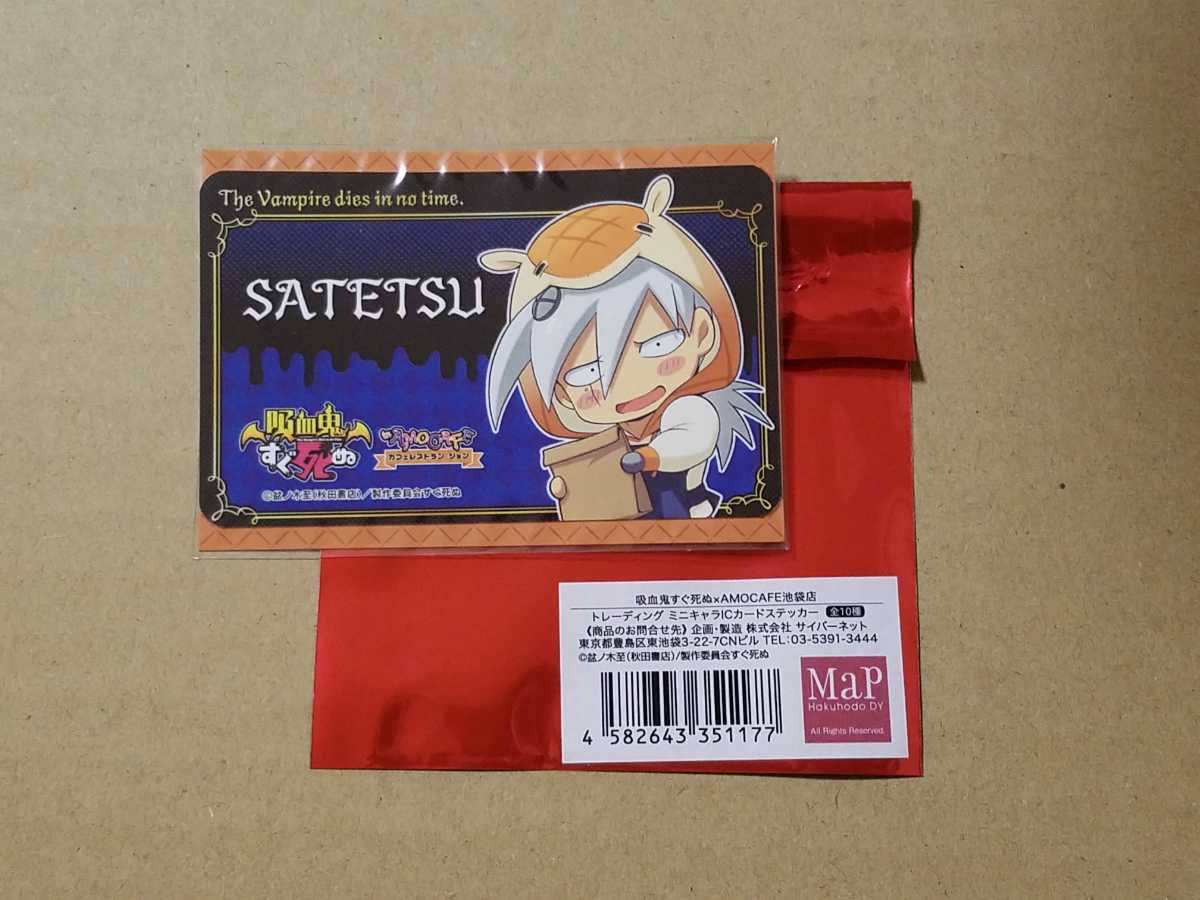 The Vampire dies in no time.
SATETSU
吸血鬼
すぐ死ぬ
AMO CAFE
カフェレストラン ジョン
©盆ノ木至(秋田書店)/製作委員会すぐ死ぬ
吸血鬼すぐ死ぬ×AMOCAFE池袋店
トレーディング ミニキャラICカードステッカー 全10種
《商品のお問合せ先》企画・製造 株式会社 サイバーネット
東京都豊島区東池袋3-22-7CNビル TEL:03-5391-3444
©盆ノ木至(秋田書店)/製作委員会すぐ死ぬ
4 582643 351177
MaP
Hakuhodo DY
All Rights Reserved.